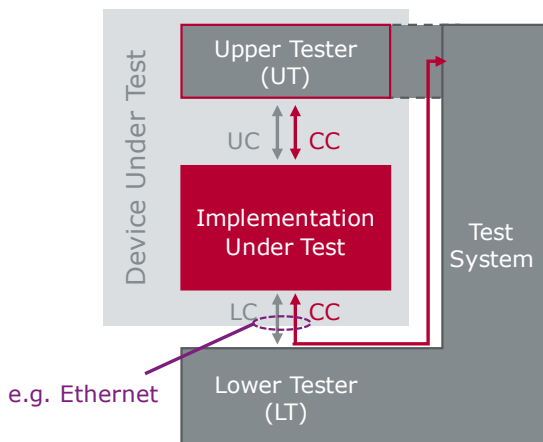 Device Under Test
Upper Tester
(UT)
UC
CC
Implementation
Under Test
Test
System
LC
CC
e.g. Ethernet
Lower Tester
(LT)